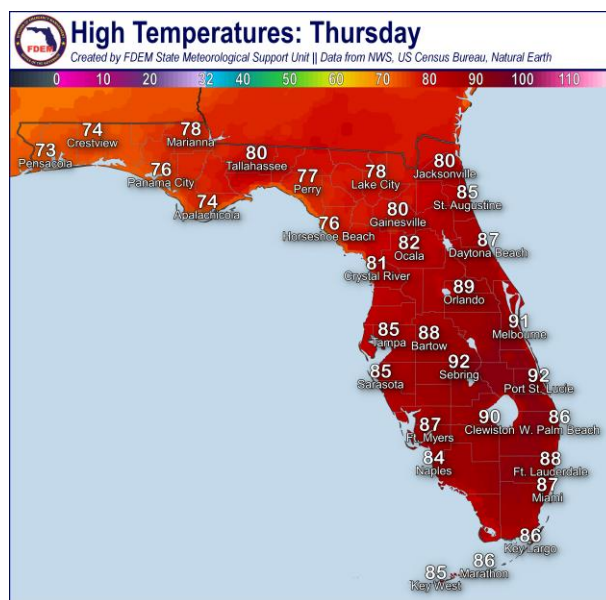 FDEM
High Temperatures: Thursday
Created by FDEM State Meteorological Support Unit || Data from NWS, US Census Bureau, Natural Earth
0 10 20 32 40 50 60 70 80 90 100 110
73
Pensacola
74
Crestview
78
Marianna
76
Panama City
74
Apalachicola
80
Tallahassee
77
Perry
76
Horseshoe Beach
78
Lake City
80
Jacksonville
85
St. Augustine
80
Gainesville
82
Ocala
87
Daytona Beach
81
Crystal River
89
Orlando
91
Melbourne
85
Tampa
88
Bartow
92
Sebring
92
Port St. Lucie
85
Sarasota
87
Ft. Myers
90
Clewiston
86
W. Palm Beach
84
Naples
88
Ft. Lauderdale
87
Miami
86
Key Largo
86
Marathon
85
Key West